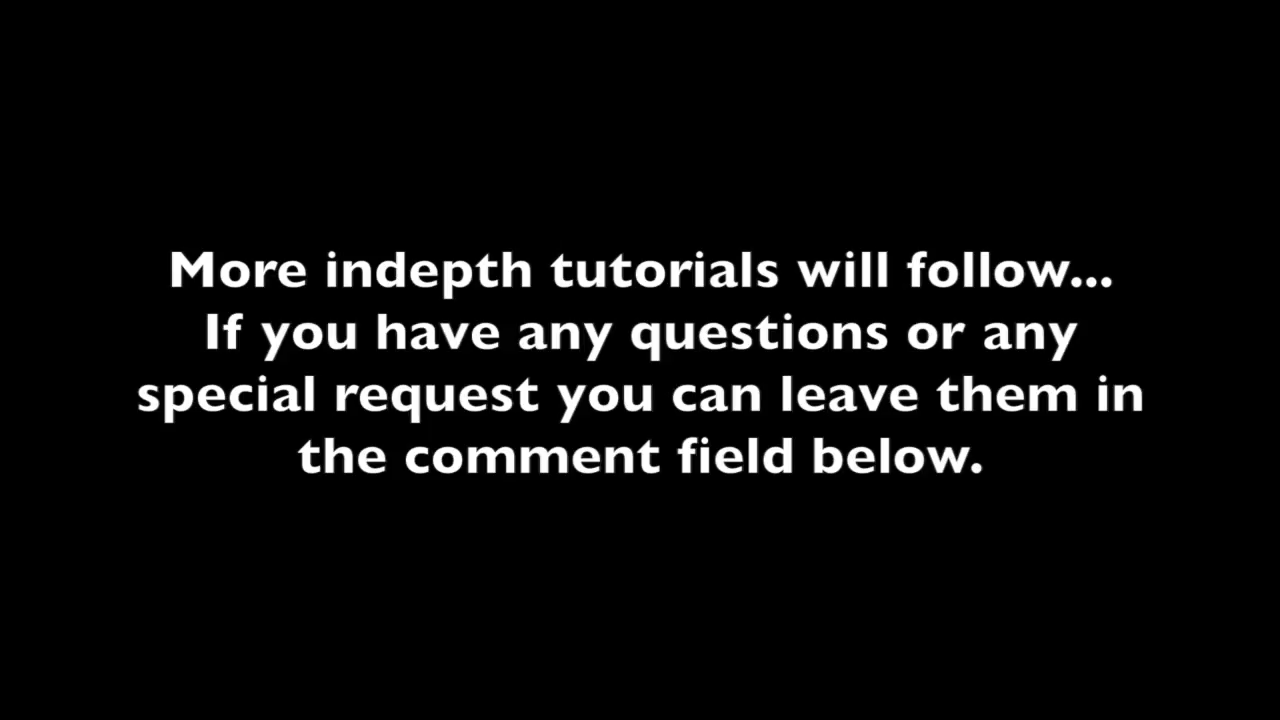 More indepth tutorials will follow...
If you have any questions or any
special request you can leave them in
the comment field below.